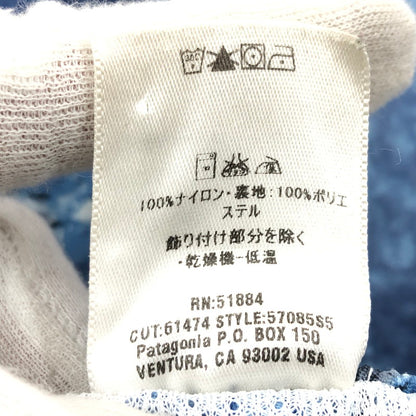 100%ナイロン・裏地:100%ポリエ
ステル
飾り付け部分を除く
・乾燥機-低温
RN:51884
CUT:61474 STYLE:57085S5
Patagonia P.O. BOX 150
VENTURA, CA 93002 USA